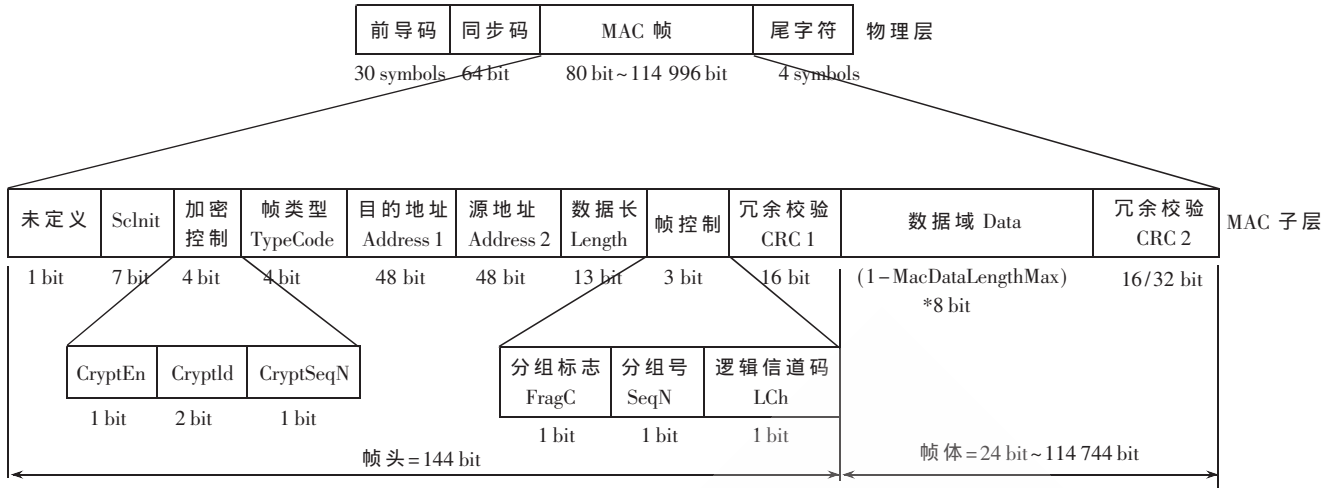 前导码 同步码 MAC 帧 尾字符 物理层
30 symbols 64 bit 80 bit~114 996 bit 4 symbols
未定义 SclInit 加密控制 帧类型 TypeCode 目的地址 Address 1 源地址 Address 2 数据长 Length 帧控制 冗余校验 CRC 1 数据域 Data 冗余校验 CRC 2 MAC 子层
1 bit 7 bit 4 bit 4 bit 48 bit 48 bit 13 bit 3 bit 16 bit (1-MacDataLengthMax) 16/32 bit
*8 bit
CryptEn CryptId CryptSeqN
1 bit 2 bit 1 bit
分组标志 分组号 逻辑信道码
FragC SeqN LCh
1 bit 1 bit 1 bit
帧头=144 bit 帧体=24 bit~114 744 bit